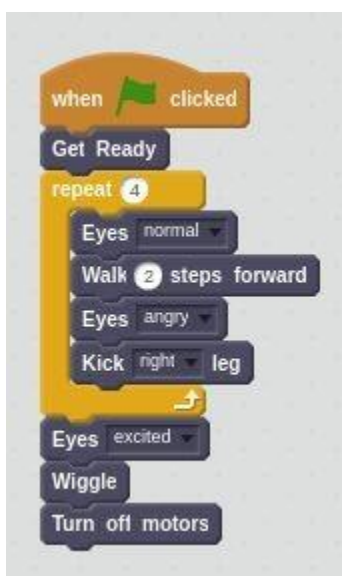 when clicked
Get Ready
repeat 4
Eyes normal
Walk 2 steps forward
Eyes angry
Kick right leg
Eyes excited
Wiggle
Turn off motors